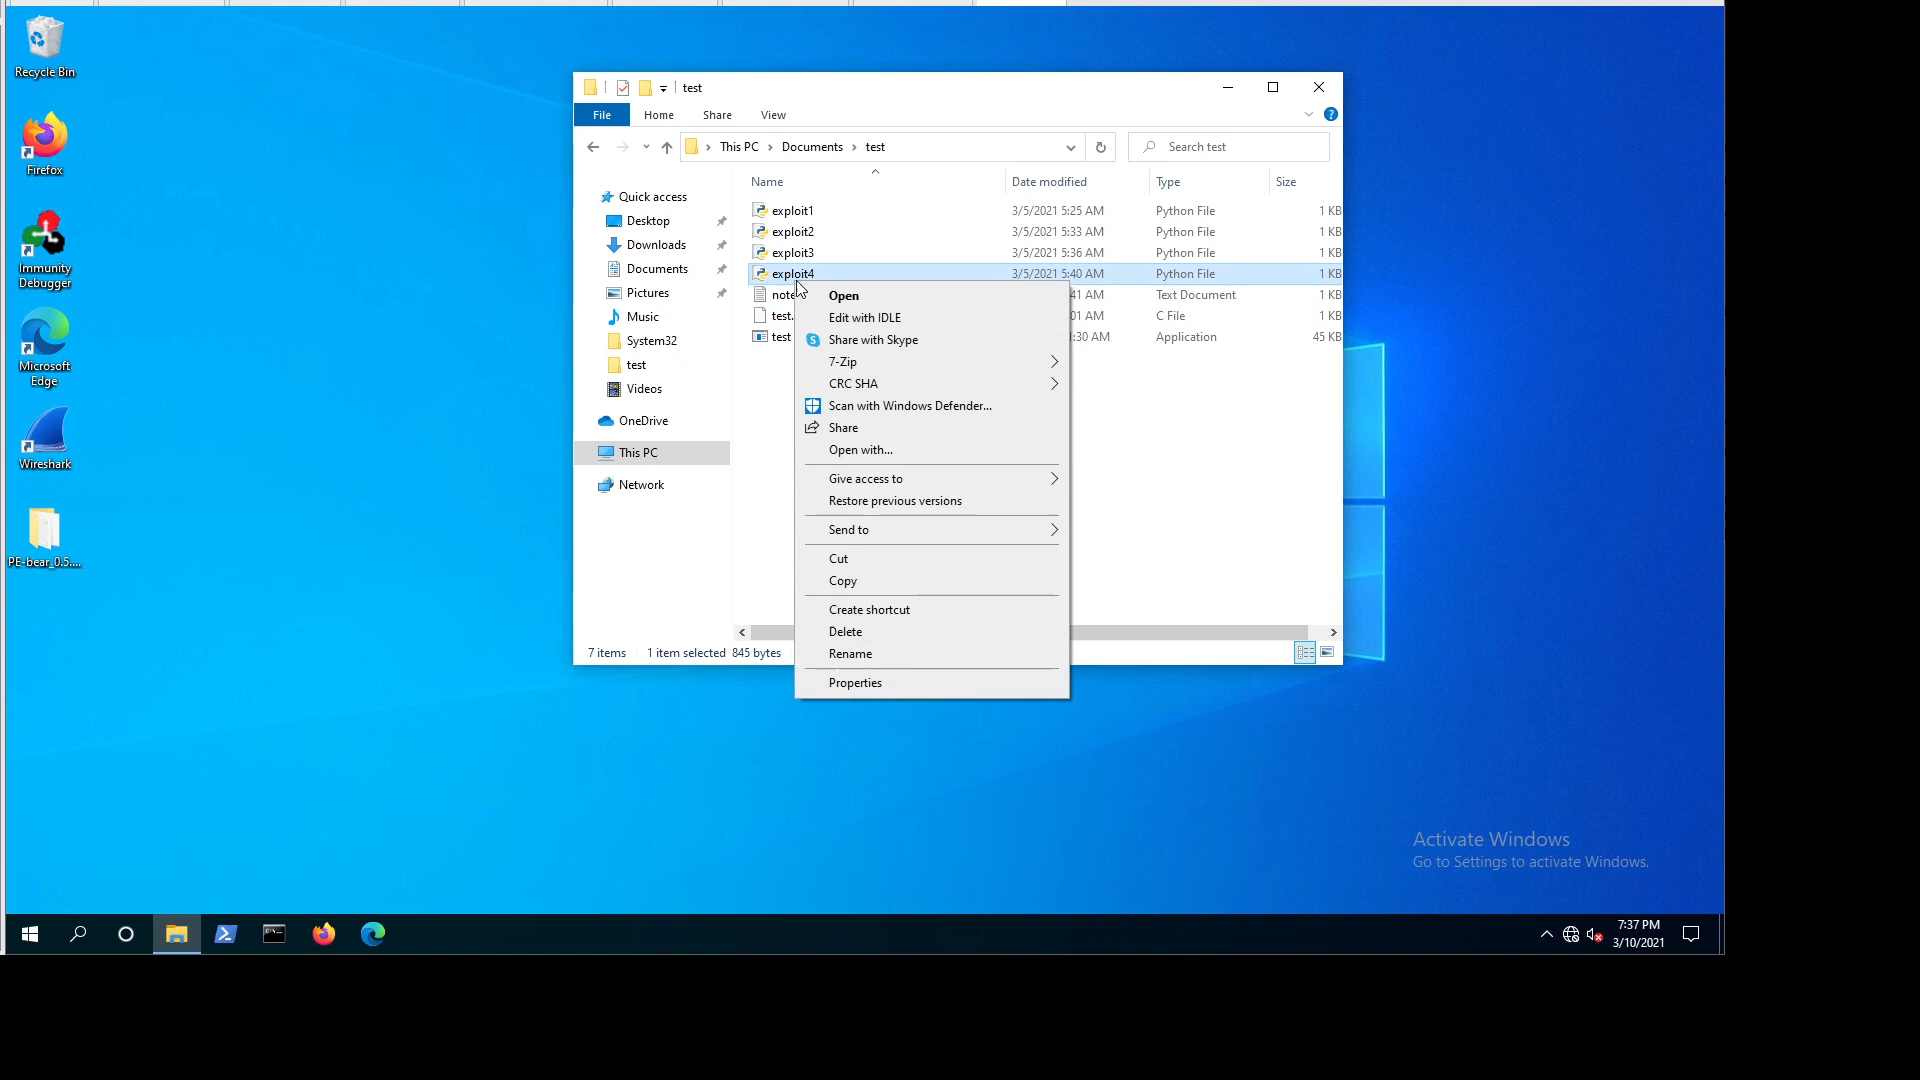 Recycle Bin
Firefox
Immunity
Debugger
Microsoft
Edge
Wireshark
PE-bear_0.5....
test
File
Home
Share
View
This PC
Documents
test
Search test
Name
Date modified
Type
Size
Quick access
Desktop
Downloads
Documents
Pictures
Music
System32
test
Videos
OneDrive
This PC
Network
exploit1 3/5/2021 5:25 AM Python File 1 KB
exploit2 3/5/2021 5:33 AM Python File 1 KB
exploit3 3/5/2021 5:36 AM Python File 1 KB
exploit4 3/5/2021 5:40 AM Python File 1 KB
note :41 AM Text Document 1 KB
test. :01 AM C File 1 KB
test :30 AM Application 45 KB
Open
Edit with IDLE
Share with Skype
7-Zip
CRC SHA
Scan with Windows Defender...
Share
Open with...
Give access to
Restore previous versions
Send to
Cut
Copy
Create shortcut
Delete
Rename
Properties
7 items
1 item selected 845 bytes
Activate Windows
Go to Settings to activate Windows.
7:37 PM
3/10/2021